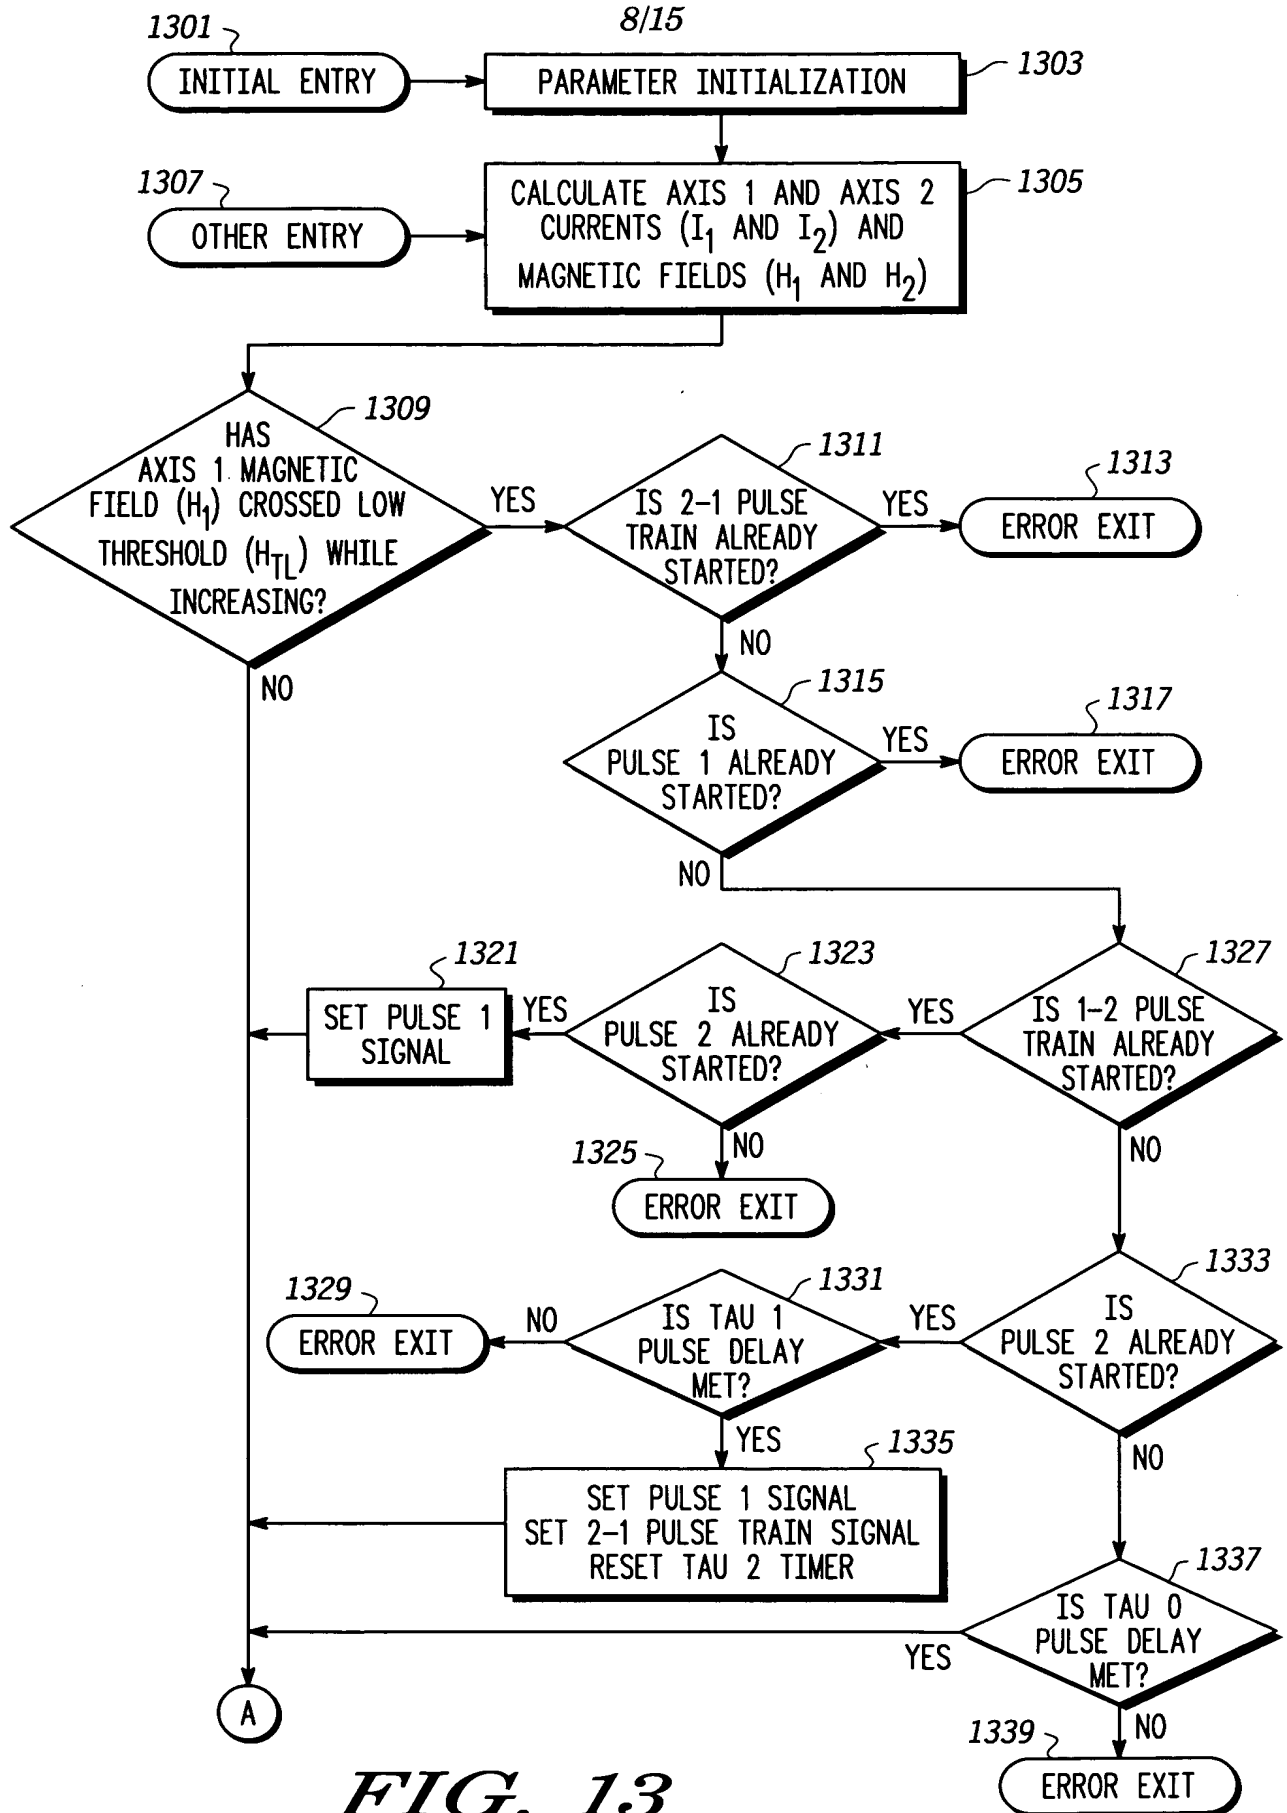 8/15
1301
INITIAL ENTRY
PARAMETER INITIALIZATION
1303
1307
OTHER ENTRY
CALCULATE AXIS 1 AND AXIS 2
CURRENTS (I1 AND I2) AND
MAGNETIC FIELDS (H1 AND H2)
1305
1309
HAS
AXIS 1 MAGNETIC
FIELD (H1) CROSSED LOW
THRESHOLD (HTL) WHILE
INCREASING?
YES
NO
1311
IS 2-1 PULSE
TRAIN ALREADY
STARTED?
YES
NO
1313
ERROR EXIT
1315
IS
PULSE 1 ALREADY
STARTED?
YES
NO
1317
ERROR EXIT
1321
SET PULSE 1
SIGNAL
YES
1323
IS
PULSE 2 ALREADY
STARTED?
YES
1327
IS 1-2 PULSE
TRAIN ALREADY
STARTED?
NO
NO
1325
ERROR EXIT
1329
ERROR EXIT
NO
1331
IS TAU 1
PULSE DELAY
MET?
YES
YES
1333
IS
PULSE 2 ALREADY
STARTED?
NO
1335
SET PULSE 1 SIGNAL
SET 2-1 PULSE TRAIN SIGNAL
RESET TAU 2 TIMER
1337
IS TAU 0
PULSE DELAY
MET?
YES
NO
A
1339
ERROR EXIT
FIG. 13